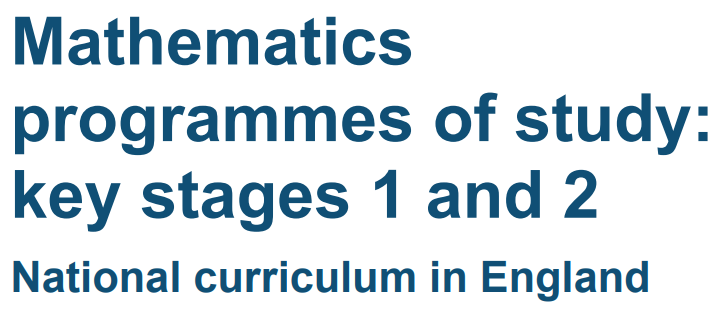 Mathematics
programmes of study:
key stages 1 and 2
National curriculum in England